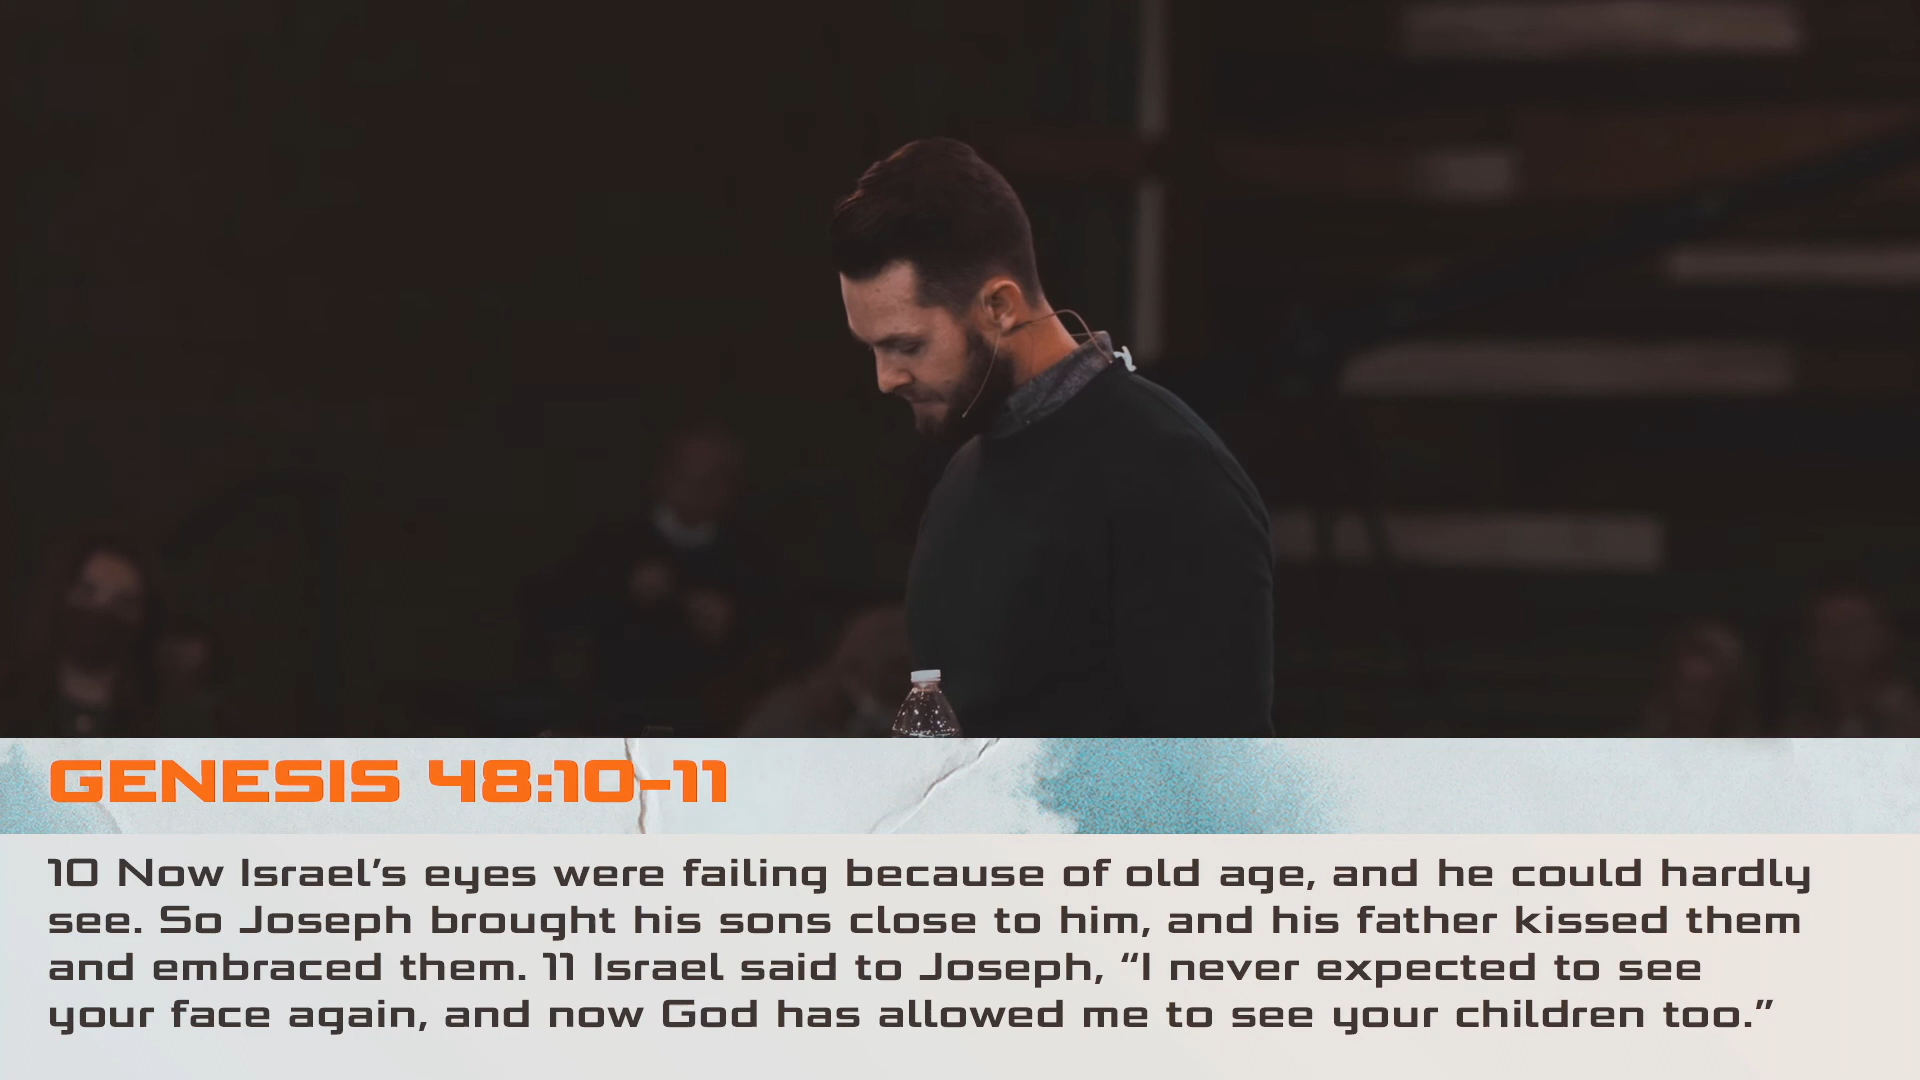 GENESIS 48:10-11
10 Now Israel’s eyes were failing because of old age, and he could hardly
see. So Joseph brought his sons close to him, and his father kissed them
and embraced them. 11 Israel said to Joseph, “I never expected to see
your face again, and now God has allowed me to see your children too.”